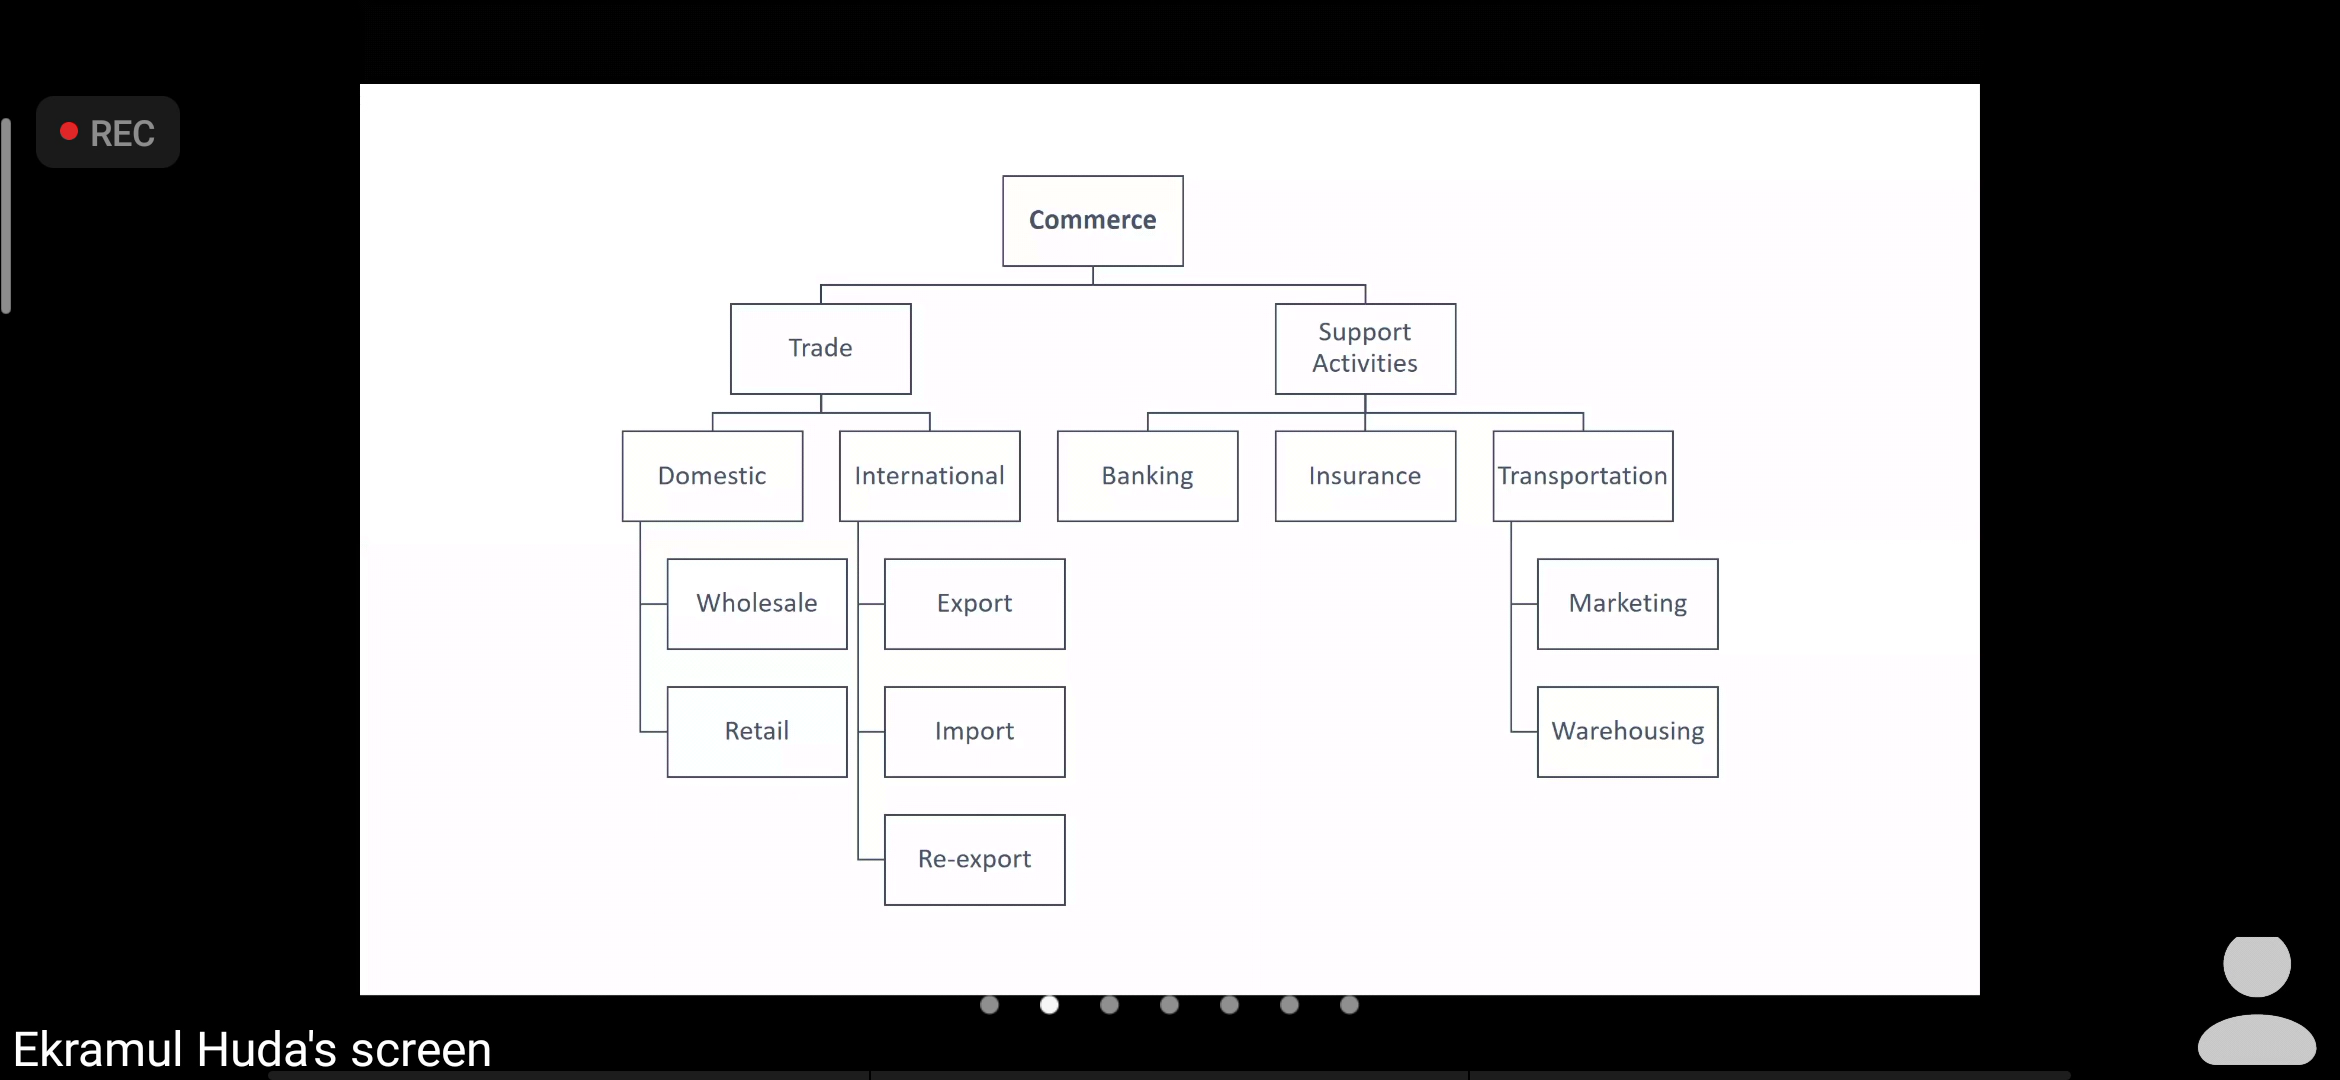 REC
Commerce
Trade
Support
Activities
Domestic
International
Banking
Insurance
Transportation
Wholesale
Export
Marketing
Retail
Import
Warehousing
Re-export
Ekramul Huda's screen